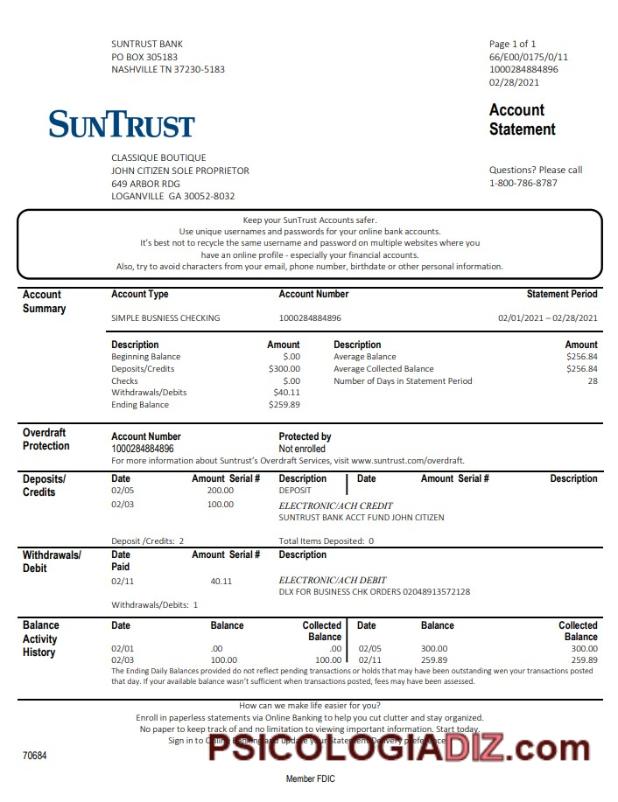 SUNTRUST BANK
PO BOX 305183
NASHVILLE TN 37230-5183
Page 1 of 1
66/E00/0175/0/11
1000284884896
02/28/2021
SUNTRUST
Account
Statement
CLASSIQUE BOUTIQUE
JOHN CITIZEN SOLE PROPRIETOR
649 ARBOR RDG
LOGANVILLE GA 30052-8032
Questions? Please call
1-800-786-8787
Keep your SunTrust Accounts safer.
Use unique usernames and passwords for your online bank accounts.
It's best not to recycle the same username and password on multiple websites where you
have an online profile - especially your financial accounts.
Also, try to avoid characters from your email, phone number, birthdate or other personal information.
Account
Summary
Account Type Account Number Statement Period
SIMPLE BUSNIESS CHECKING 1000284884896 02/01/2021 – 02/28/2021
Description Amount Description Amount
Beginning Balance $.00 Average Balance $256.84
Deposits/Credits $300.00 Average Collected Balance $256.84
Checks $.00 Number of Days in Statement Period 28
Withdrawals/Debits $40.11
Ending Balance $259.89
Overdraft
Protection
Account Number Protected by
1000284884896 Not enrolled
For more information about Suntrust's Overdraft Services, visit www.suntrust.com/overdraft.
Deposits/
Credits
Date Amount Serial # Description Date Amount Serial # Description
02/05 200.00 DEPOSIT
02/03 100.00 ELECTRONIC/ACH CREDIT
SUNTRUST BANK ACCT FUND JOHN CITIZEN
Deposit /Credits: 2 Total Items Deposited: 0
Withdrawals/
Debit
Date
Paid
Amount Serial # Description
02/11 40.11 ELECTRONIC/ACH DEBIT
DLX FOR BUSINESS CHK ORDERS 02048913572128
Withdrawals/Debits: 1
Balance
Activity
History
Date Balance Collected
Balance
Date Balance Collected
Balance
02/01 .00 .00 02/05 300.00 300.00
02/03 100.00 100.00 02/11 259.89 259.89
The Ending Daily Balances provided do not reflect pending transactions or holds that may have been outstanding wen your transactions posted
that day. If your available balance wasn't sufficient when transactions posted, fees may have been assessed.
How can we make life easier for you?
Enroll in paperless statements via Online Banking to help you cut clutter and stay organized.
No paper to keep track of and no limitation to viewing important information. Start today.
Sign in to Online Banking and update your Statement Delivery preference
PSICOLOGIADIZ.com
70684
Member FDIC